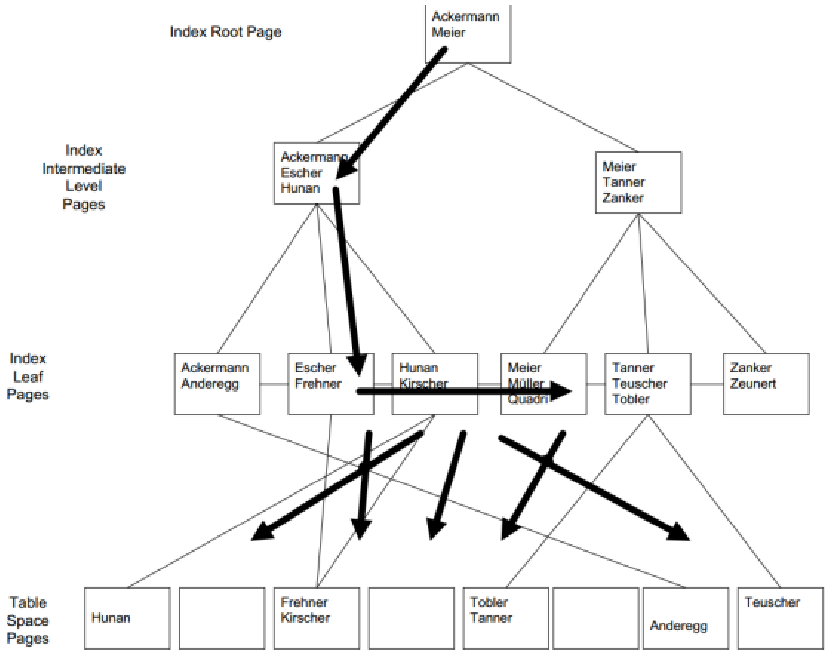 Index Root Page
Ackermann
Meier
Index
Intermediate
Level
Pages
Ackermann
Escher
Hunan
Meier
Tanner
Zanker
Index
Leaf
Pages
Ackermann
Anderegg
Escher
Frehner
Hunan
Kirscher
Meier
Müller
Quadri
Tanner
Teuscher
Tobler
Zanker
Zeunert
Table
Space
Pages
Hunan
Frehner
Kirscher
Tobler
Tanner
Anderegg
Teuscher